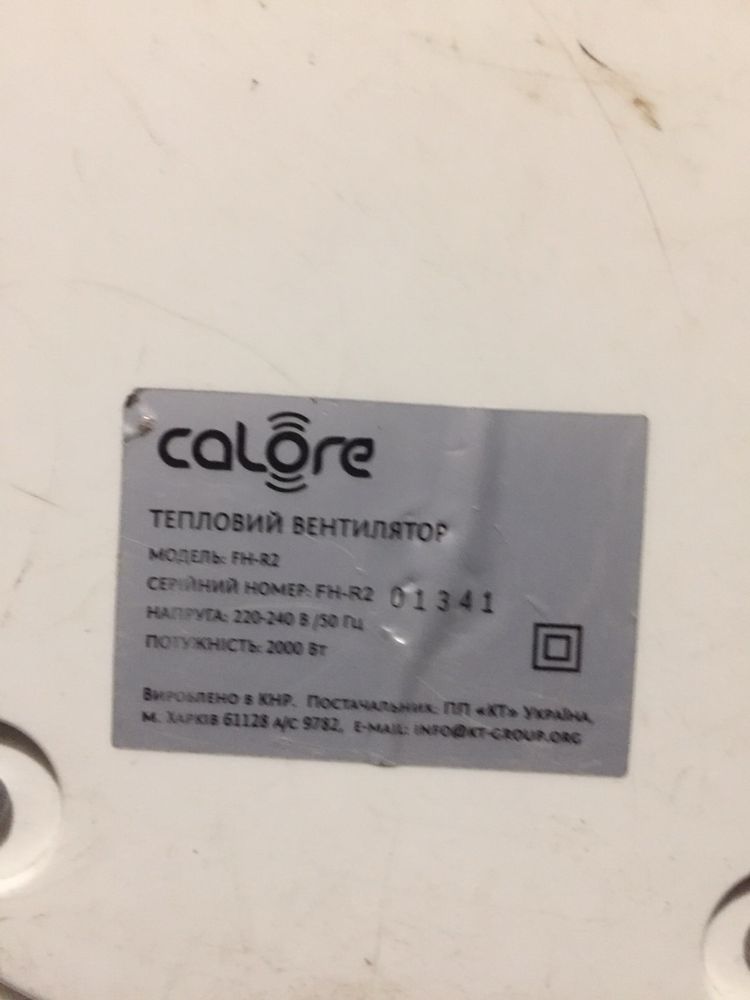 calore
ТЕПЛОВИЙ ВЕНТИЛЯТОР
МОДЕЛЬ: FH-R2
СЕРІЙНИЙ НОМЕР: FH-R2 01341
НАПРУГА: 220-240 В /50 Гц
ПОТУЖНІСТЬ: 2000 Вт
ВИРОБЛЕНО В КНР. ПОСТАЧАЛЬНИК: ПП «КТ» УКРАЇНА,
М. ХАРКІВ 61128 А/С 9782, E-MAIL: INFO@KT-GROUP.ORG